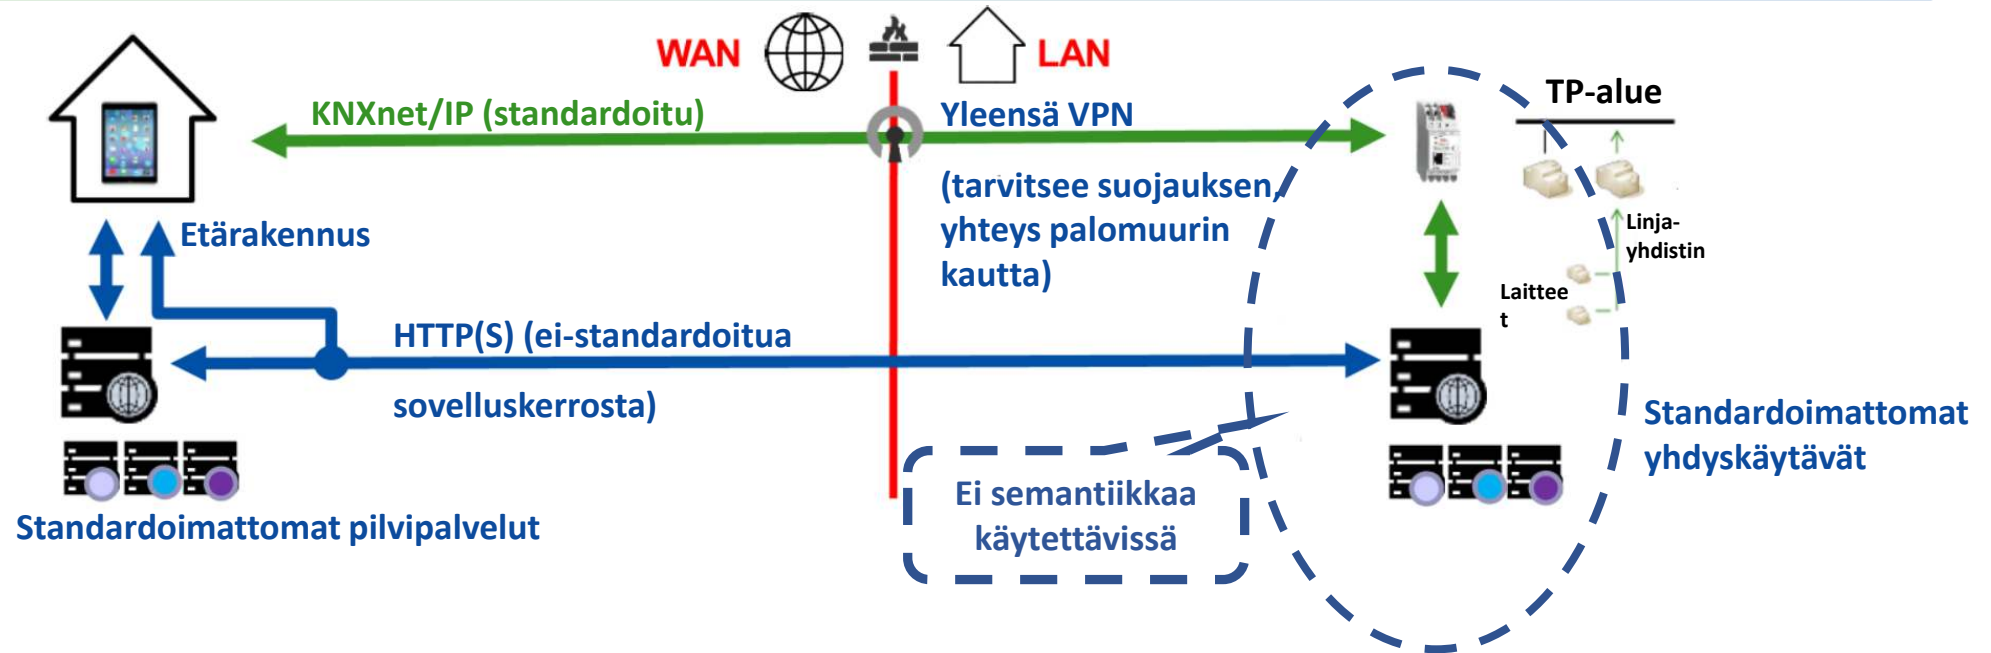 WAN
LAN
KNXnet/IP (standardoitu)
Yleensä VPN
TP-alue
(tarvitsee suojauksen,
yhteys palomuurin
kautta)
Etärakennus
Linja-
yhdistin
Laittee
t
HTTP(S) (ei-standardoitua
sovelluskerrosta)
Standardoimattomat
yhdyskäytävät
Ei semantiikkaa
käytettävissä
Standardoimattomat pilvipalvelut